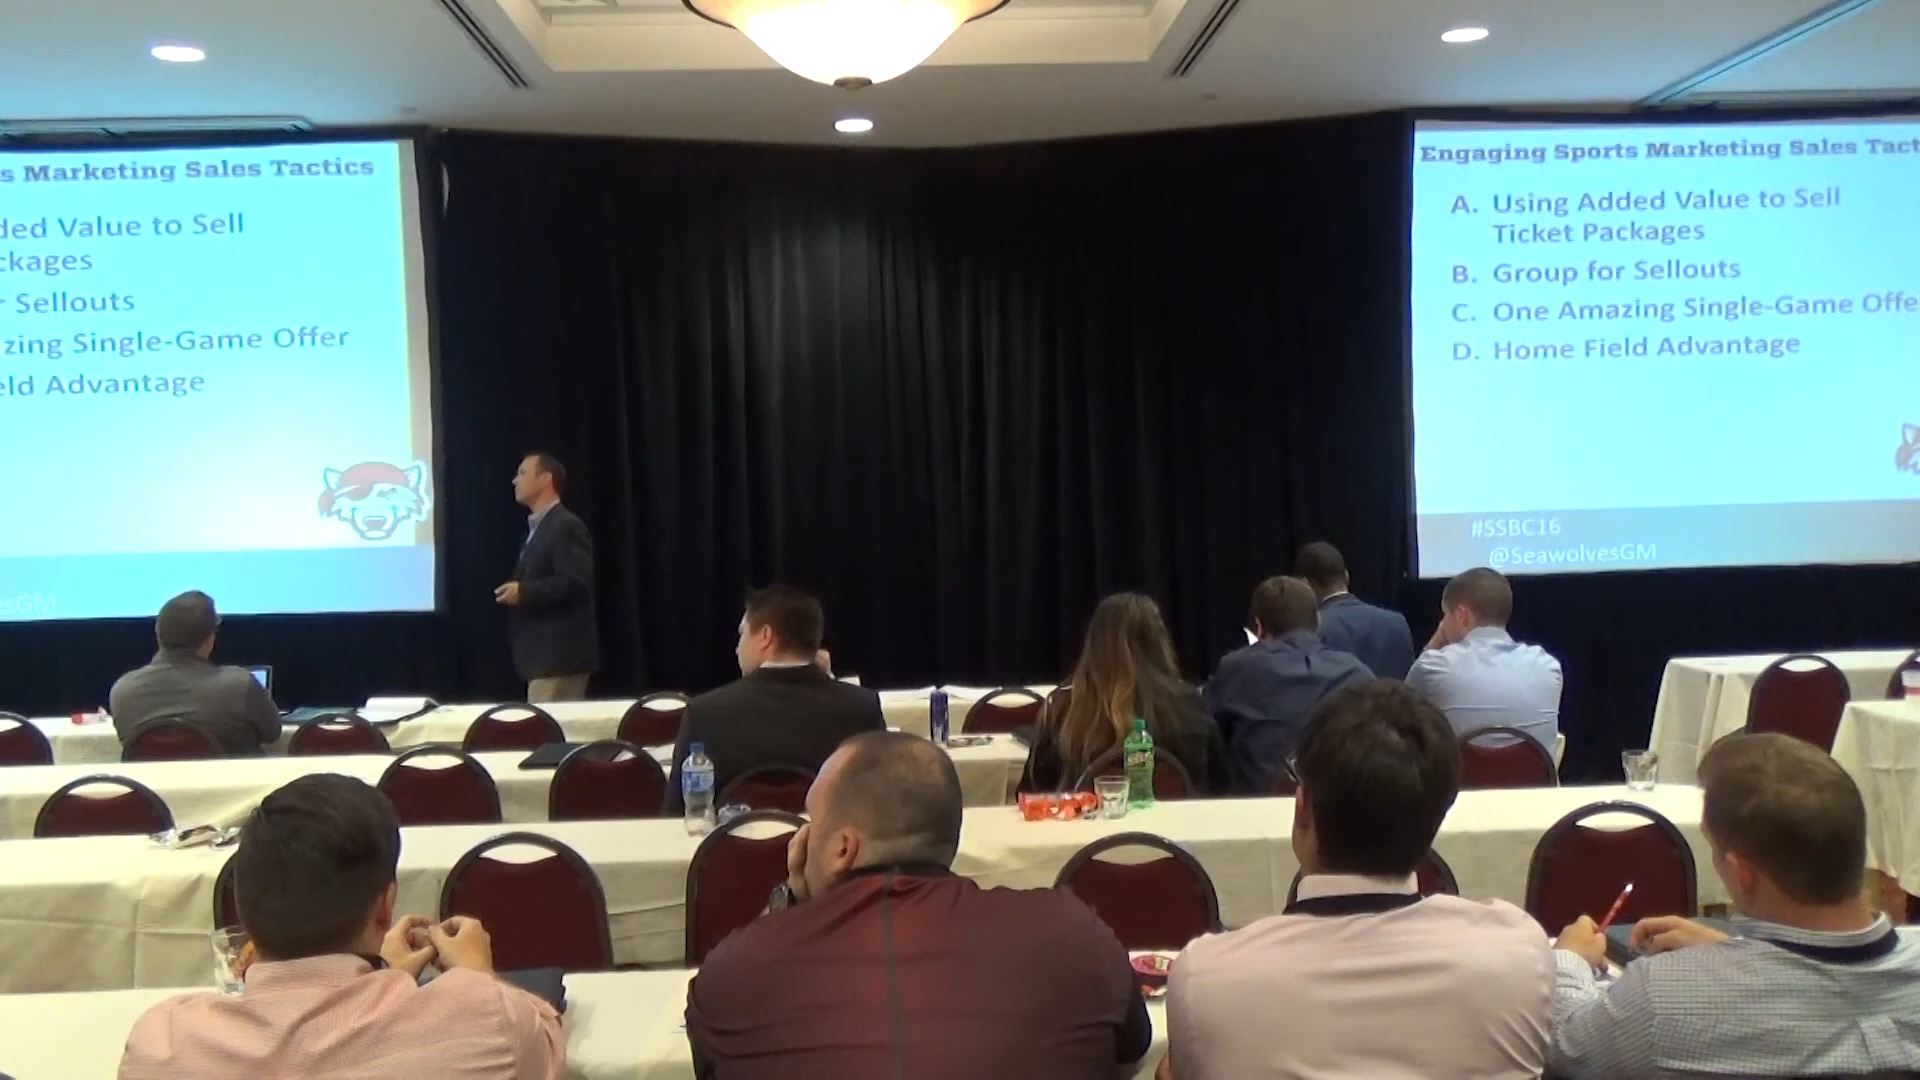 s Marketing Sales Tactics
ded Value to Sell
ckages
r Sellouts
zing Single-Game Offer
eld Advantage
esGM
Engaging Sports Marketing Sales Tact
A. Using Added Value to Sell
Ticket Packages
B. Group for Sellouts
C. One Amazing Single-Game Offe
D. Home Field Advantage
#SSBC16
@SeawolvesGM